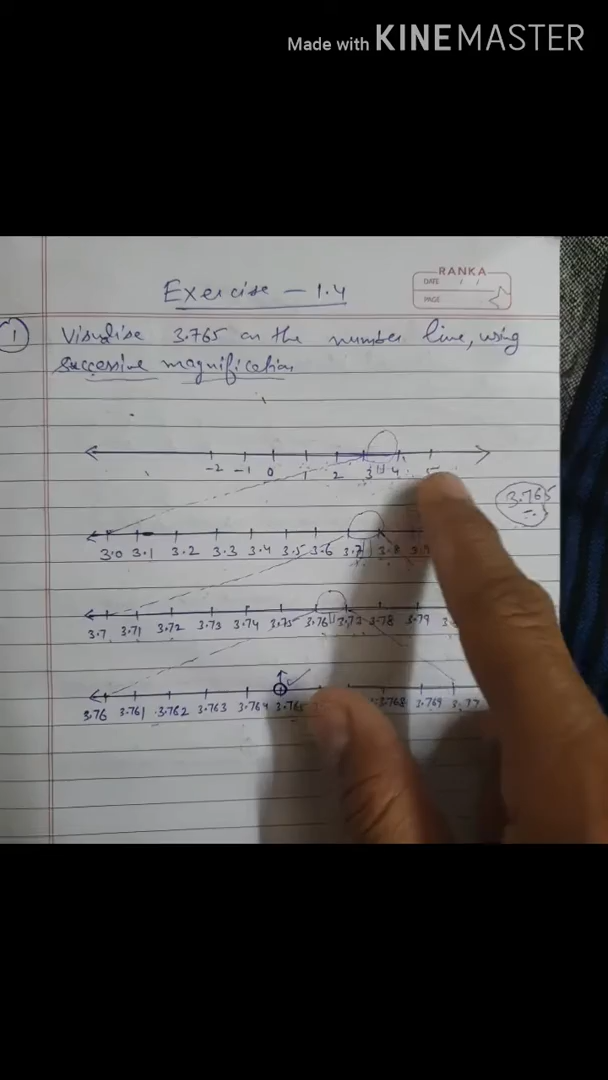 Made with KINEMASTER
RANKA
DATE / /
PAGE
Exercise - 1.4
1 Visualise 3.765 on the number line, using
successive magnification
-2 -1 0 1 2 3 4 5
3.765
3.0 3.1 3.2 3.3 3.4 3.5 3.6 3.7 3.8 3.9
3.7 3.71 3.72 3.73 3.74 3.75 3.76 3.77 3.78 3.79
3.76 3.761 3.762 3.763 3.764 3.765 3.768 3.769 3.77